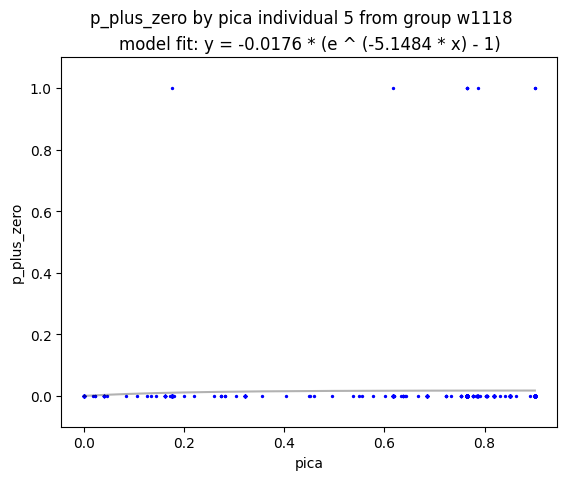 p_plus_zero by pica individual 5 from group w1118
model fit: y = -0.0176 * (e ^ (-5.1484 * x) - 1)
1.0
0.8
0.6
0.4
0.2
0.0
p_plus_zero
0.0 0.2 0.4 0.6 0.8
pica